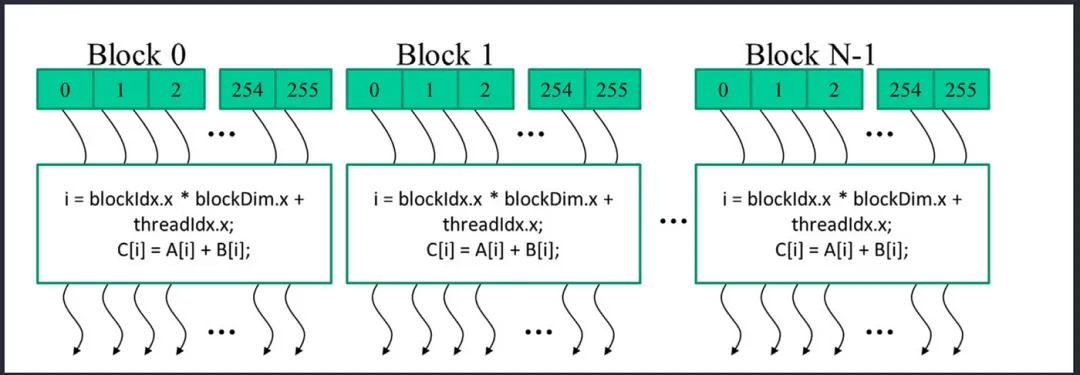 Block 0
0 1 2 ... 254 255
...
i = blockIdx.x * blockDim.x +
threadIdx.x;
C[i] = A[i] + B[i];
...
Block 1
0 1 2 254 255
...
i = blockIdx.x * blockDim.x +
threadIdx.x;
C[i] = A[i] + B[i];
...
...
Block N-1
0 1 2 254 255
...
i = blockIdx.x * blockDim.x +
threadIdx.x;
C[i] = A[i] + B[i];
...